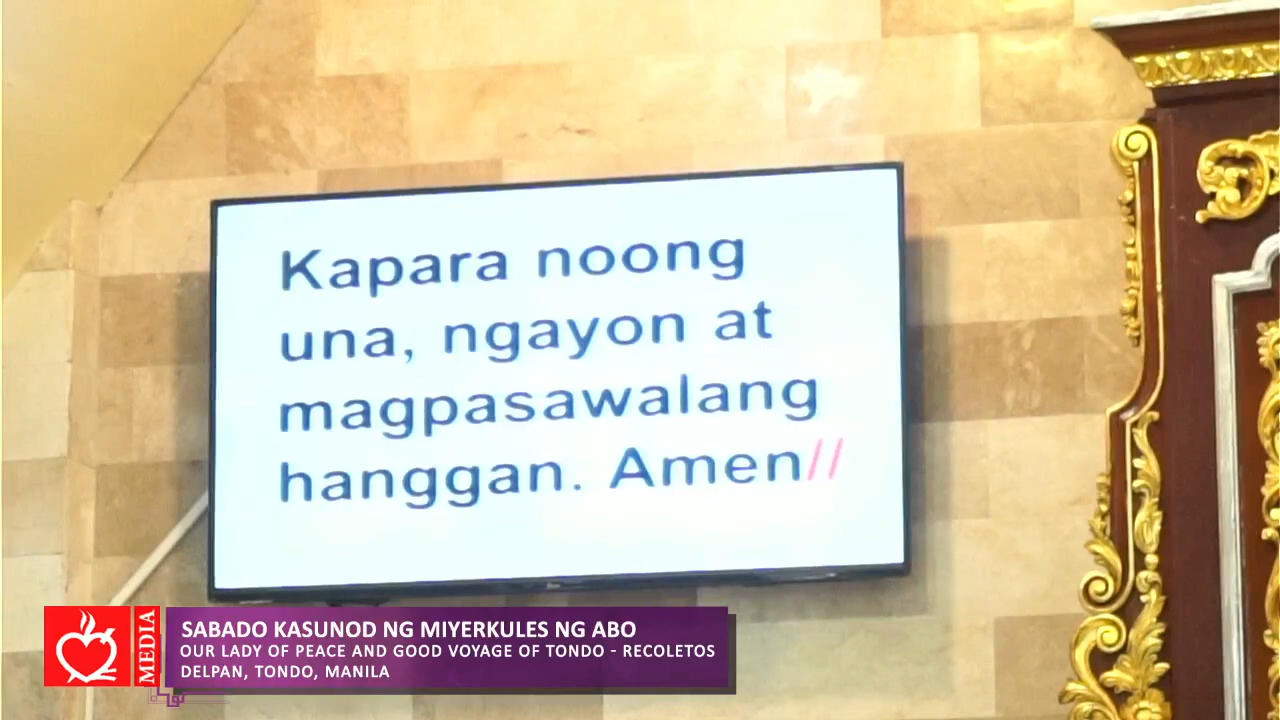 Kapara noong
una, ngayon at
magpasawalang
hanggan. Amen//
MEDIA
SABADO KASUNOD NG MIYERKULES NG ABO
OUR LADY OF PEACE AND GOOD VOYAGE OF TONDO - RECOLETOS
DELPAN, TONDO, MANILA